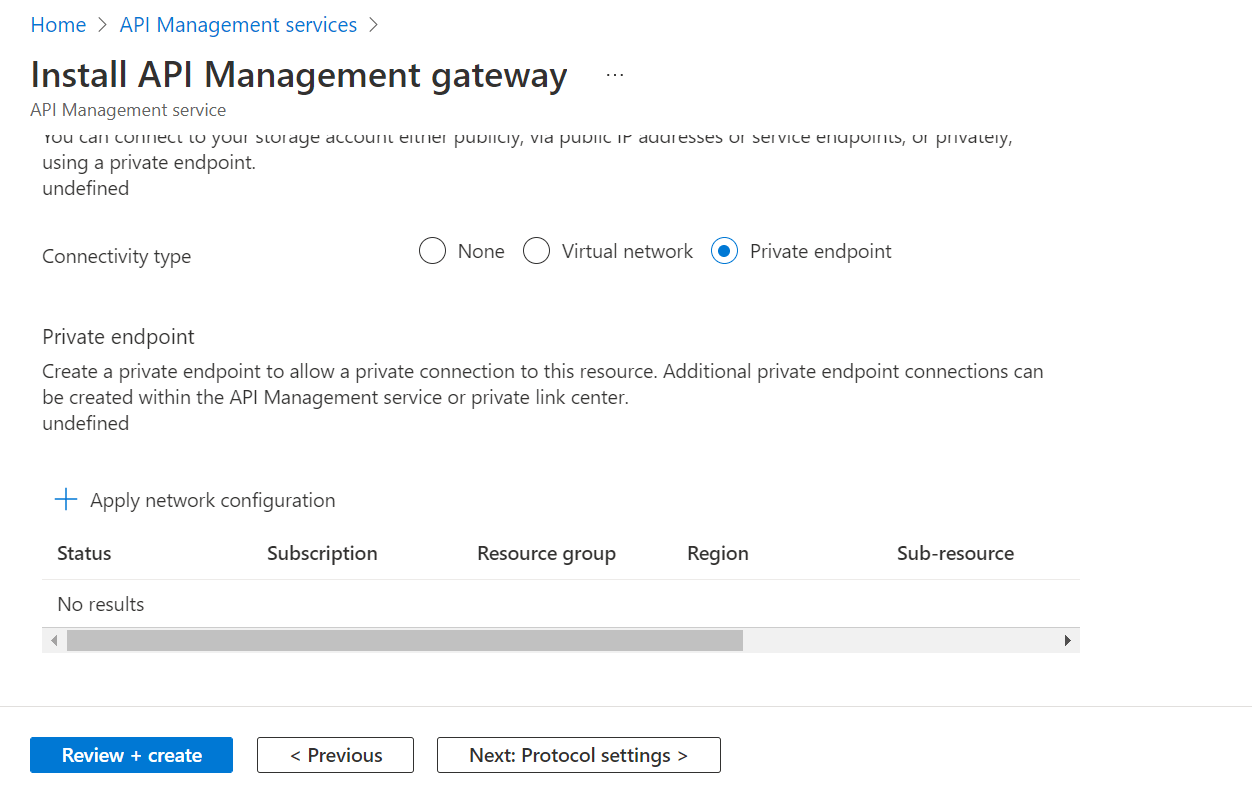 Home > API Management services >
Install API Management gateway ...
API Management service
You can connect to your storage account either publicly, via public IP addresses or service endpoints, or privately,
using a private endpoint.
undefined
Connectivity type
None
Virtual network
Private endpoint
Private endpoint
Create a private endpoint to allow a private connection to this resource. Additional private endpoint connections can
be created within the API Management service or private link center.
undefined
+ Apply network configuration
Status Subscription Resource group Region Sub-resource
No results
Review + create
< Previous
Next: Protocol settings >